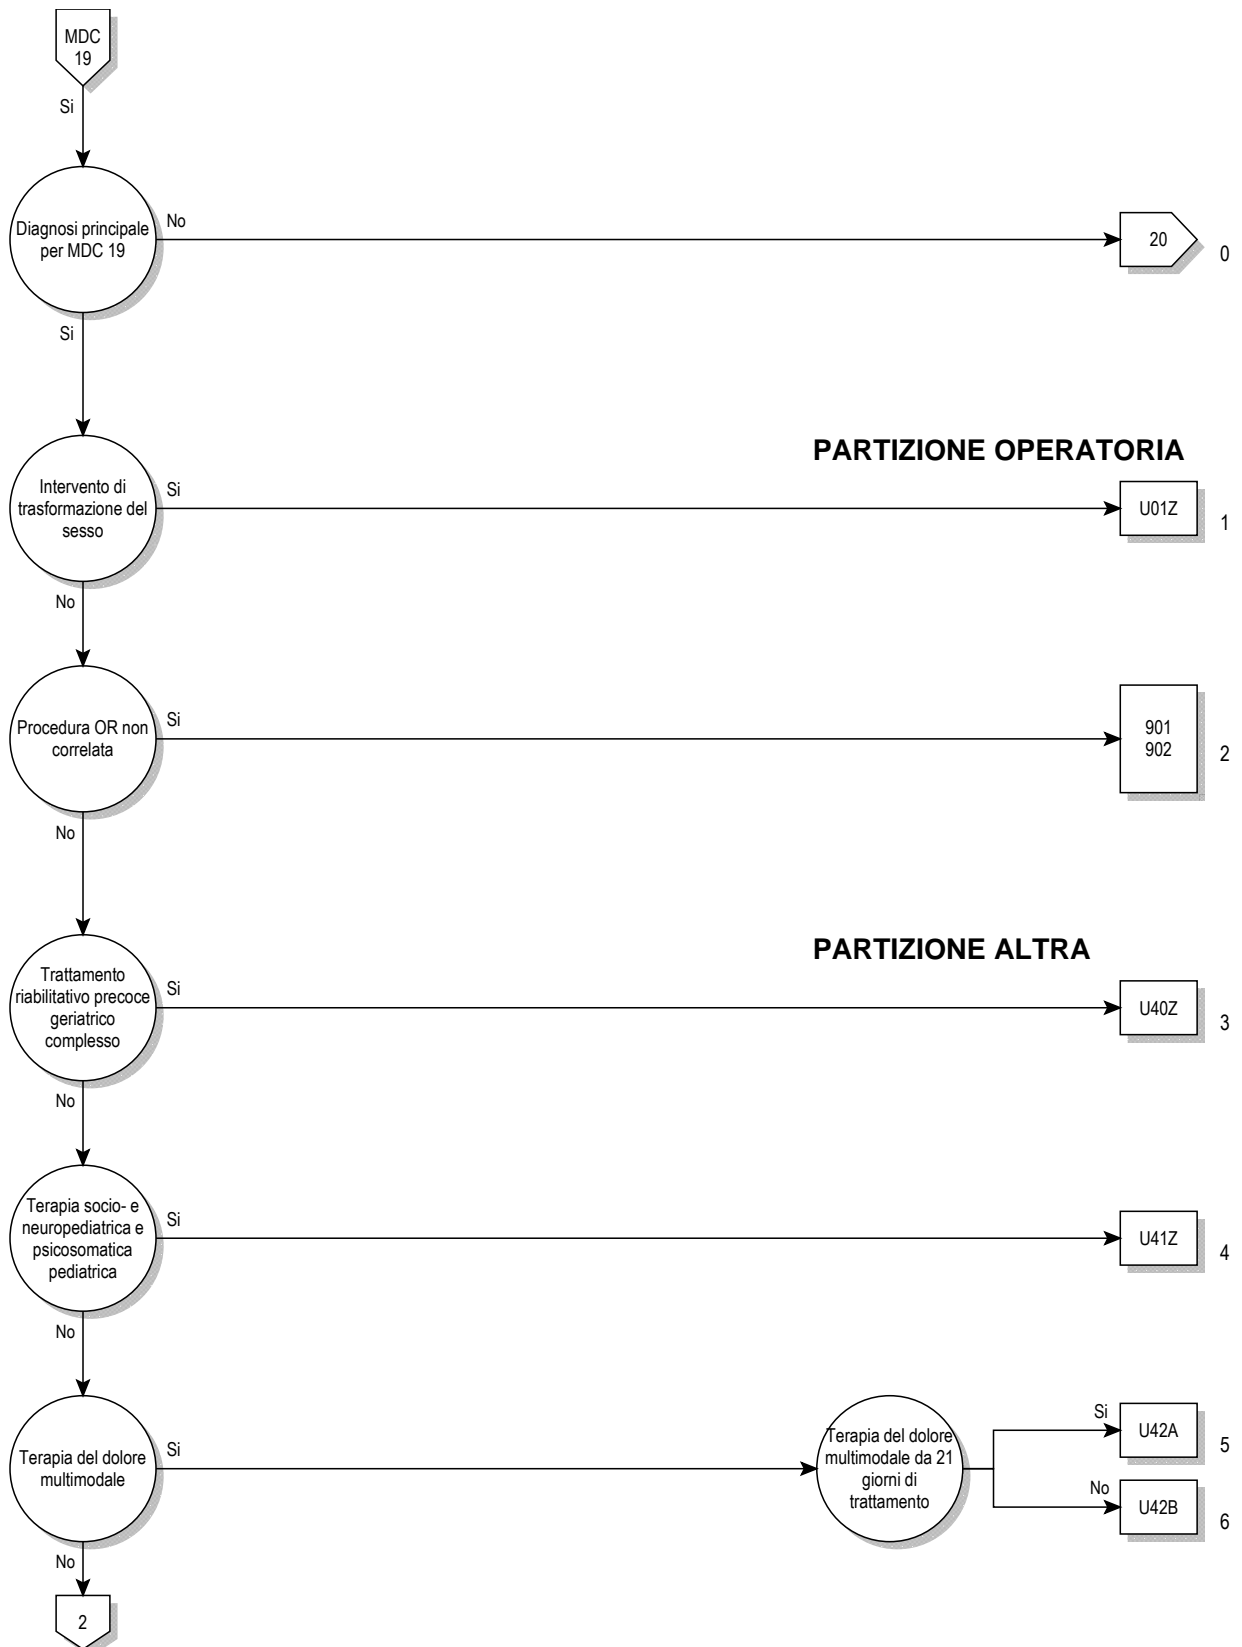 MDC
19
Si
Diagnosi principale
per MDC 19
No
20
0
Si
PARTIZIONE OPERATORIA
Intervento di
trasformazione del
sesso
Si
U01Z
1
No
Procedura OR non
correlata
Si
901
902
2
No
PARTIZIONE ALTRA
Trattamento
riabilitativo precoce
geriatrico
complesso
Si
U40Z
3
No
Terapia socio- e
neuropediatrica e
psicosomatica
pediatrica
Si
U41Z
4
No
Terapia del dolore
multimodale
Si
Terapia del dolore
multimodale da 21
giorni di
trattamento
Si
U42A
5
No
U42B
6
No
2